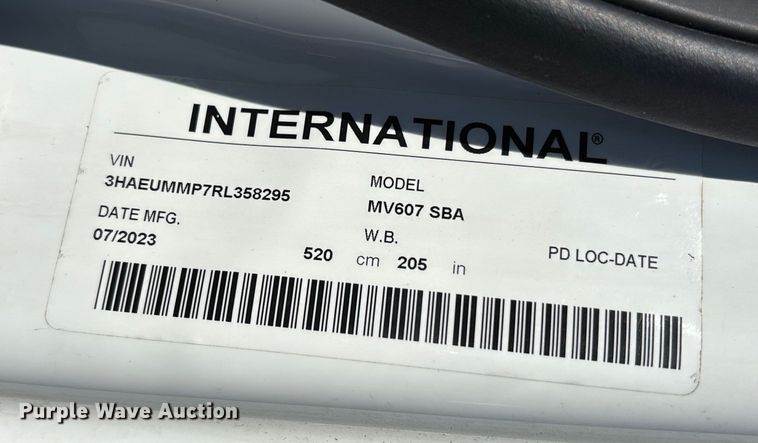 INTERNATIONAL®
VIN
3HAEUMMP7RL358295
MODEL
MV607 SBA
DATE MFG.
07/2023
W.B.
520 cm 205 in
PD LOC-DATE
Purple Wave Auction